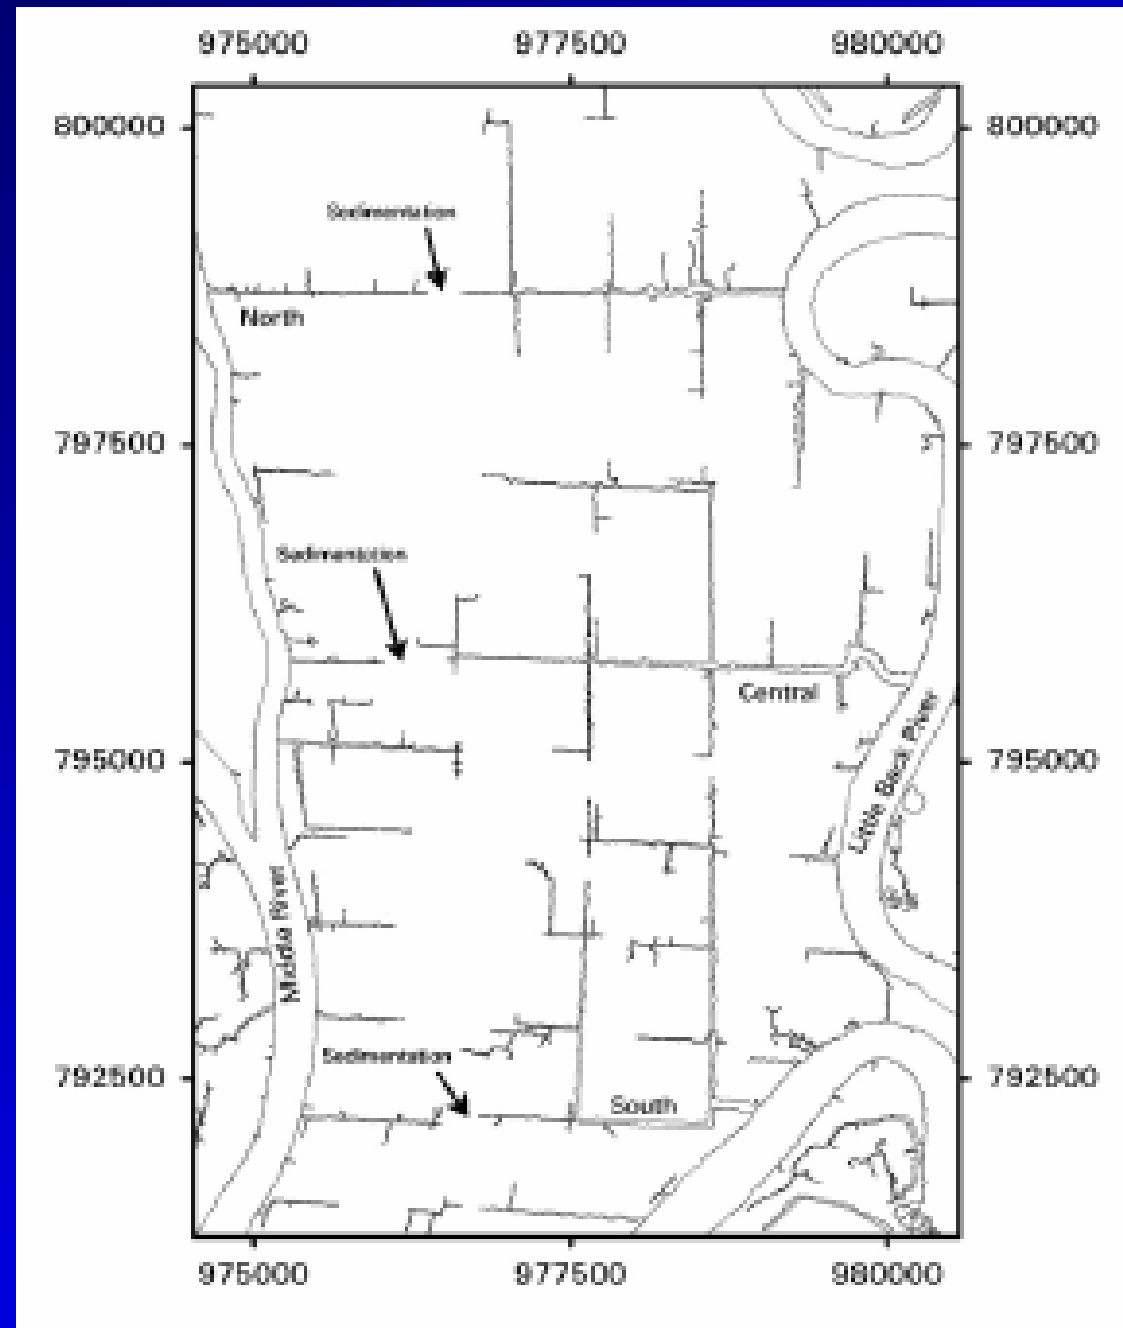 975000 977500 980000
800000 800000
Sedimentation
North
797500 797500
Sedimentation
Central
795000 795000
Little Back River
Middle River
Sedimentation
792500 792500
South
975000 977500 980000